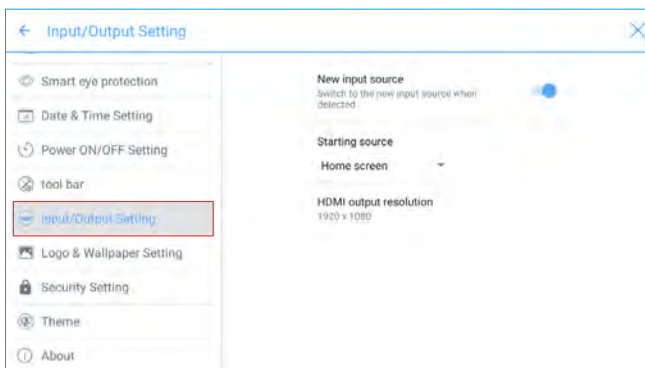 Input/Output Setting
Smart eye protection
Date & Time Setting
Power ON/OFF Setting
tool bar
Input/Output Setting
Logo & Wallpaper Setting
Security Setting
Theme
About
New input source
Switch to the new input source when
detected
Starting source
Home screen
HDMI output resolution
1920 x 1080